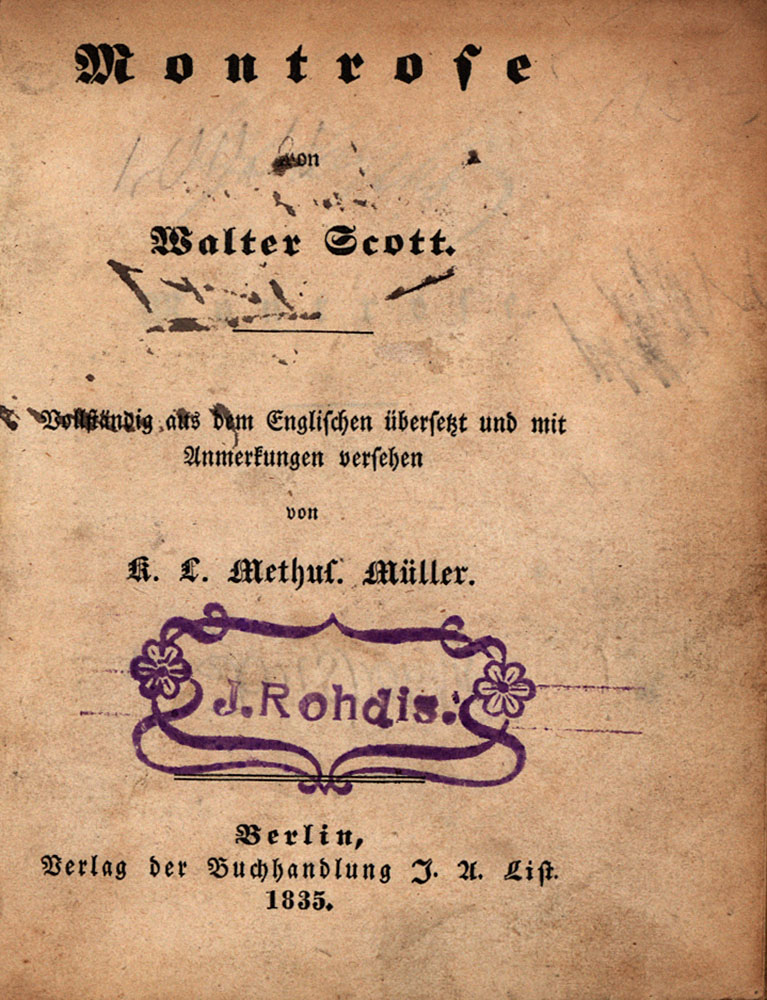 Montroſe
von
Walter Scott.
Vollſtändig aus dem Engliſchen überſetzt und mit
Anmerkungen verſehen
von
K. L. Methuſ. Müller.
J. Rohdis.
Berlin,
Verlag der Buchhandlung J. A. Liſt.
1835.